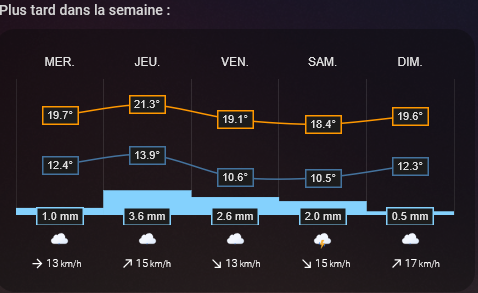 Plus tard dans la semaine :
MER. JEU. VEN. SAM. DIM.
19.7° 21.3° 19.1° 18.4° 19.6°
12.4° 13.9° 10.6° 10.5° 12.3°
1.0 mm 3.6 mm 2.6 mm 2.0 mm 0.5 mm
→ 13 km/h ↗ 15 km/h ↘ 13 km/h ↘ 15 km/h ↗ 17 km/h